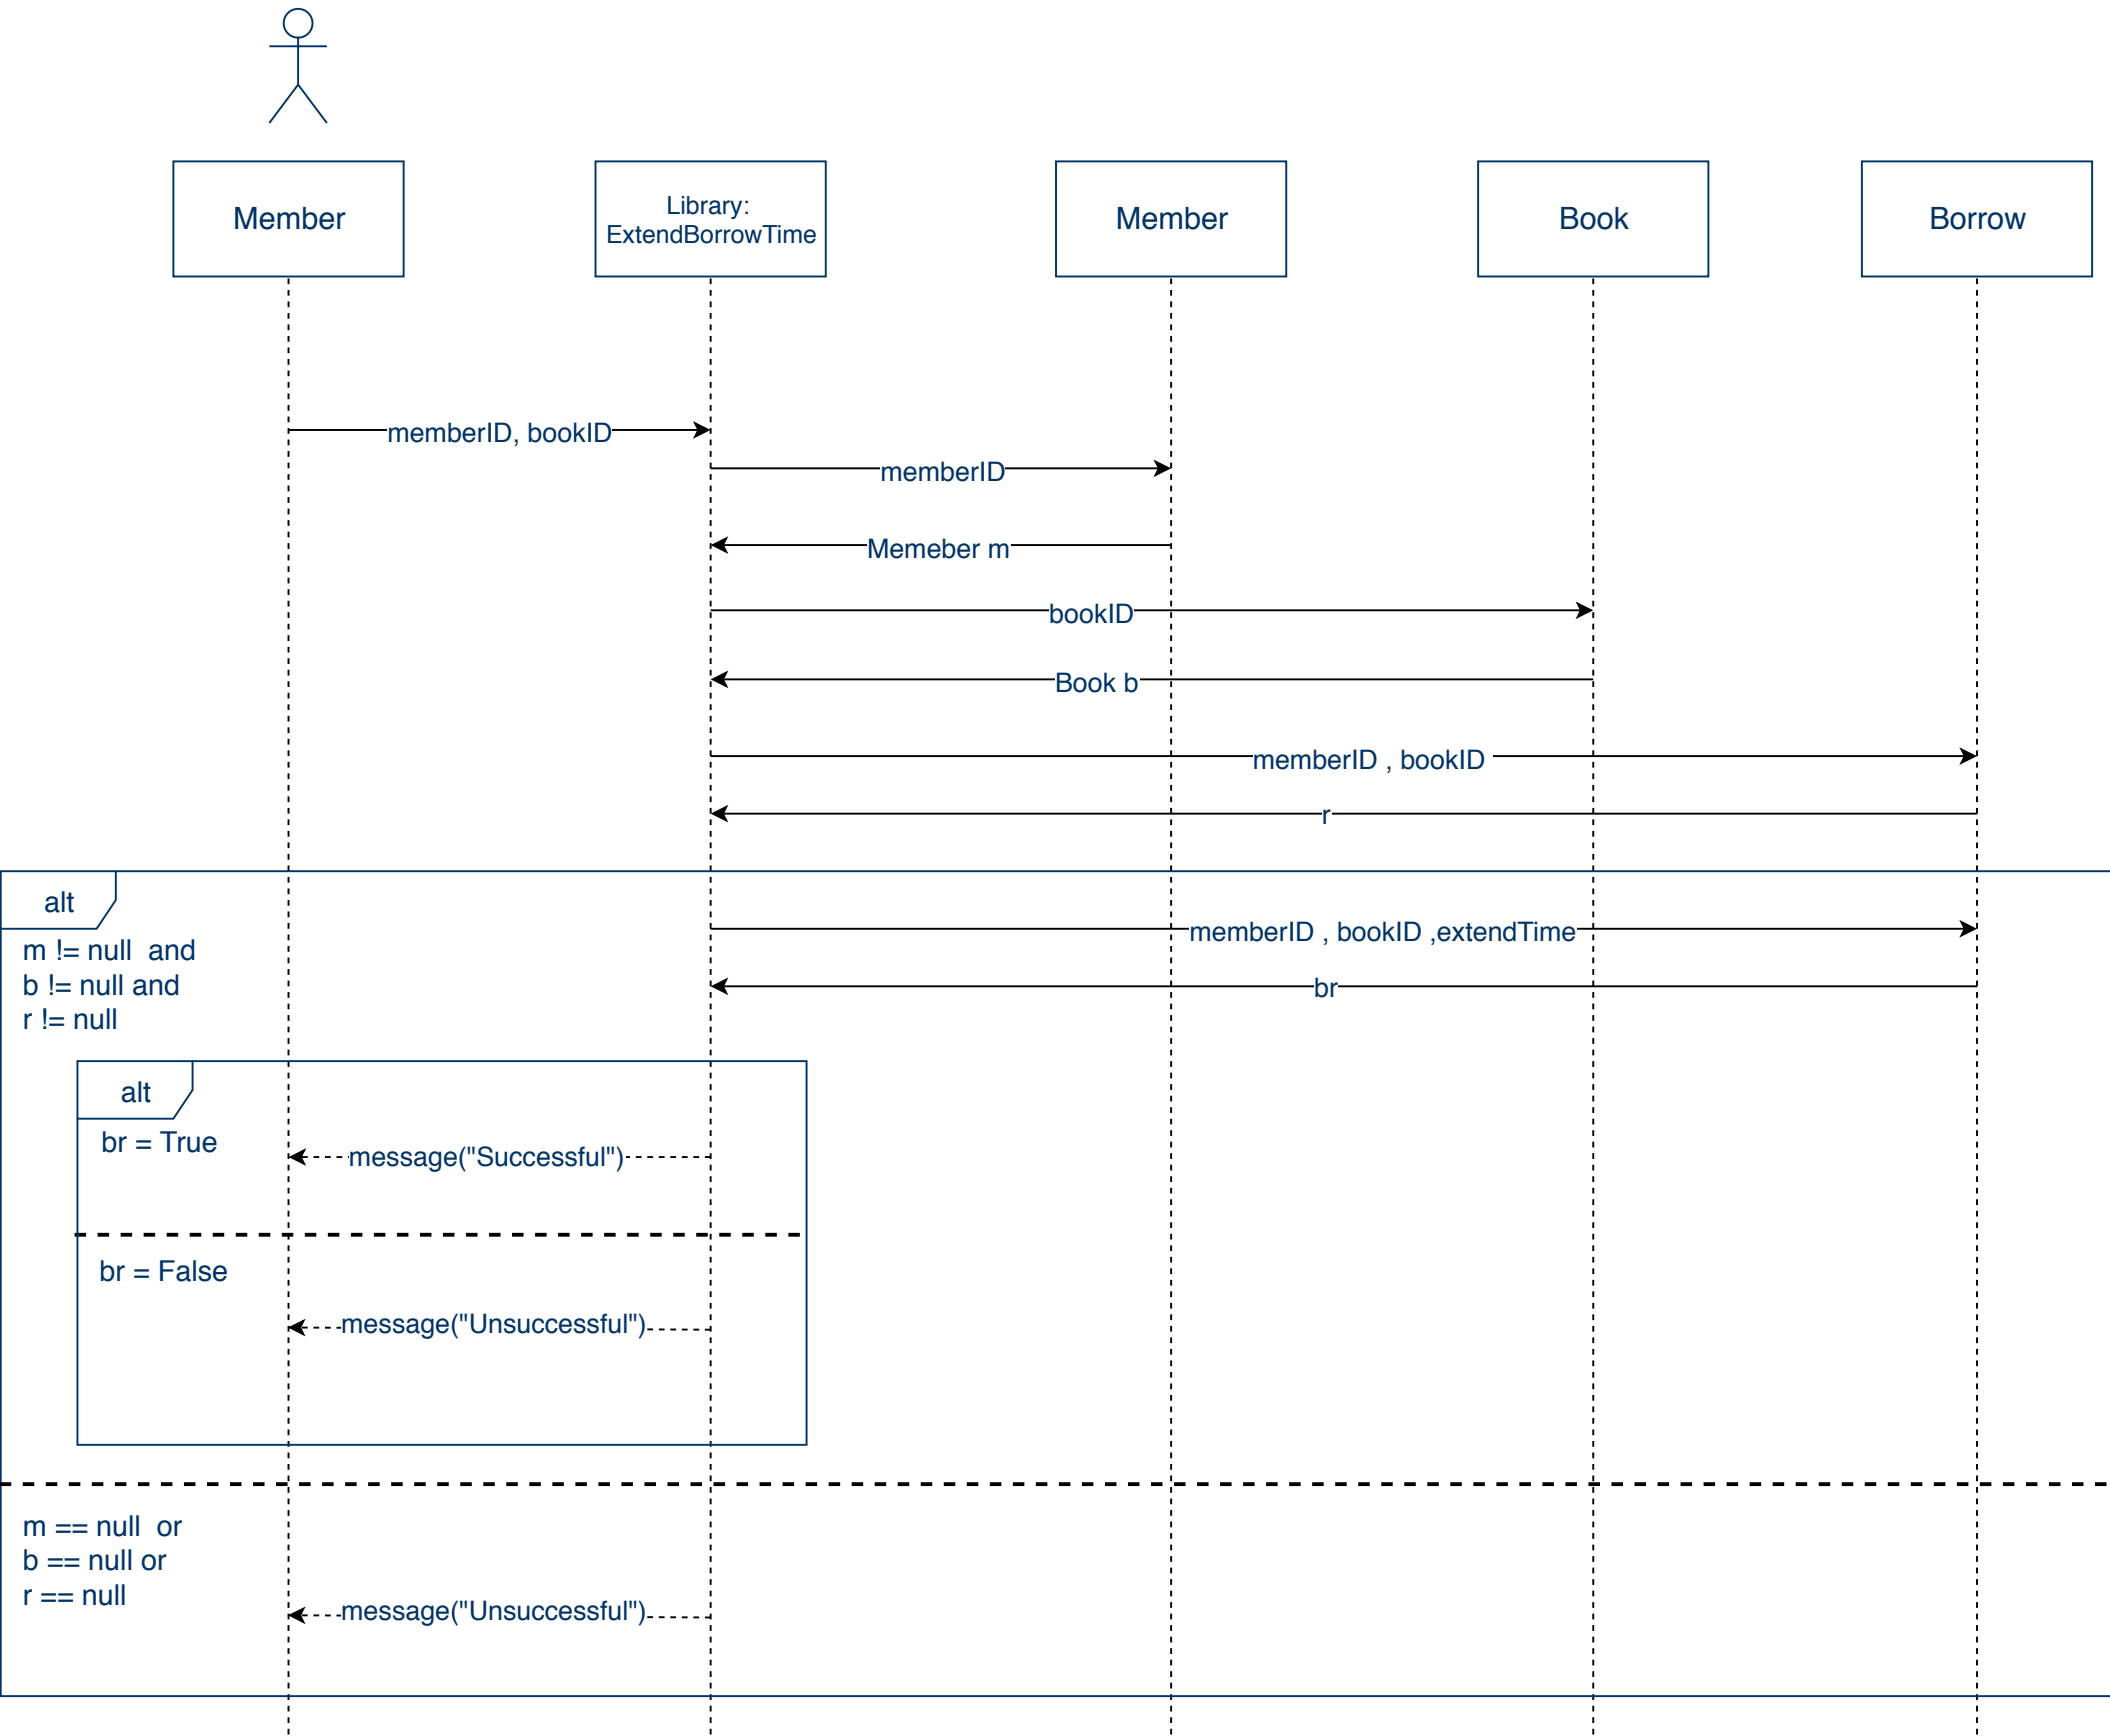 Member
Library:
ExtendBorrowTime
Member
Book
Borrow
memberID, bookID
memberID
Memeber m
bookID
Book b
memberID , bookID
r
alt
m != null  and
b != null and
r != null
memberID , bookID ,extendTime
br
alt
br = True
message("Successful")
br = False
message("Unsuccessful")
m == null  or
b == null or
r == null
message("Unsuccessful")